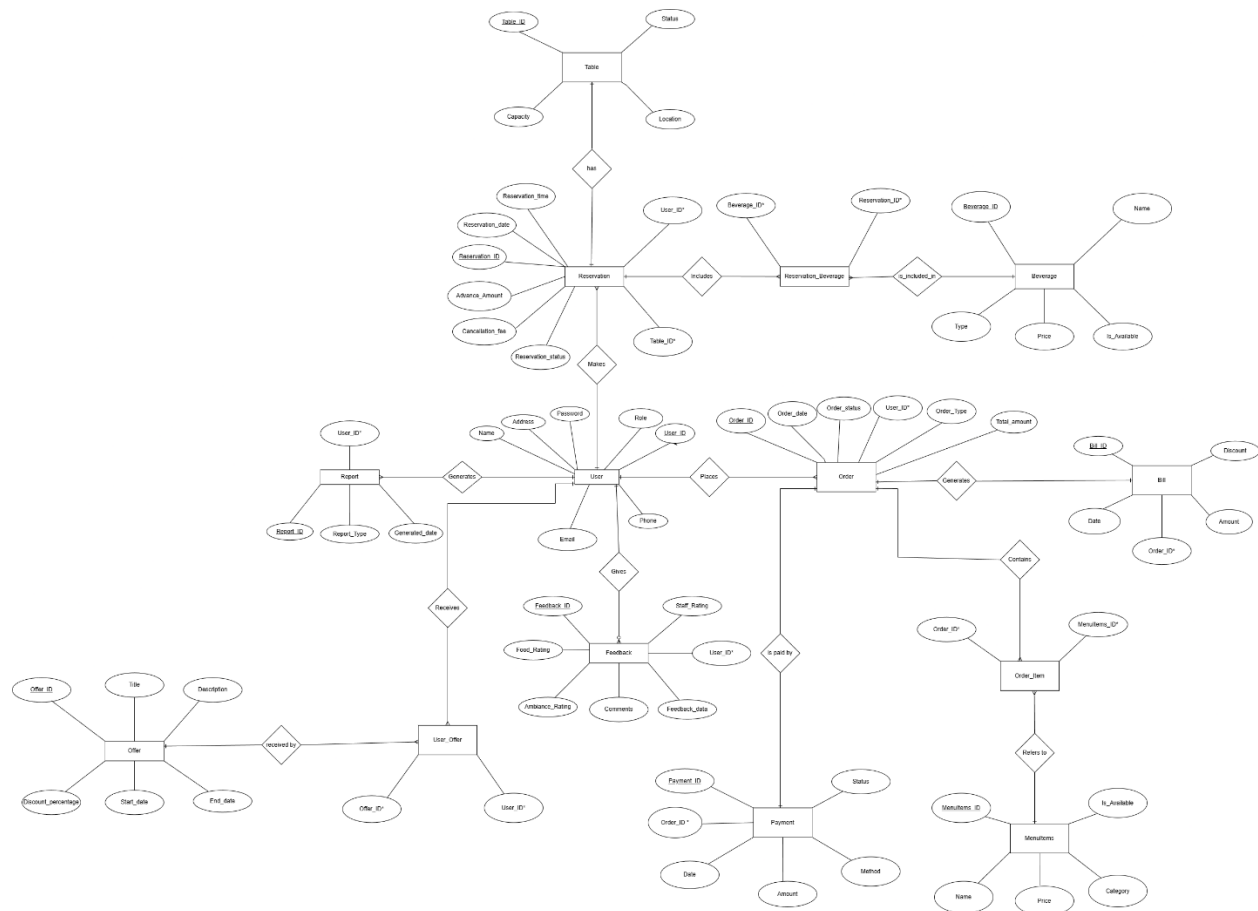 Table_ID
Status
Table
Capacity
Location
has
Reservation_time
User_ID*
Beverage_ID*
Reservation_ID*
Beverage_ID
Name
Reservation_date
Reservation_ID
Reservation
Includes
Reservation_Beverage
is_included_in
Beverage
Advance_Amount
Cancallation_fee
Reservation_status
Table_ID*
Type
Price
Is_Available
Makes
Password
Role
Address
Name
User_ID
User_ID*
Order_ID
Order_date
Order_status
User_ID*
Order_Type
Total_amount
Bill_ID
Discount
Report
Generates
User
Places
Order
Generates
Bill
Report_ID
Report_Type
Generated_date
Email
Phone
Date
Amount
Order_ID*
Gives
Contains
Receives
Feedback_ID
Staff_Rating
Food_Rating
Feedback
User_ID*
Ambiance_Rating
Comments
Feedback_date
is paid by
Order_ID*
MenuItems_ID*
Order_Item
Offer_ID
Title
Description
Offer
received by
User_Offer
Refers to
Discount_percentage
Start_date
End_date
Offer_ID*
User_ID*
Payment_ID
Status
Order_ID *
Payment
Date
Amount
Method
MenuItems_ID
Is_Available
MenuItems
Name
Price
Category